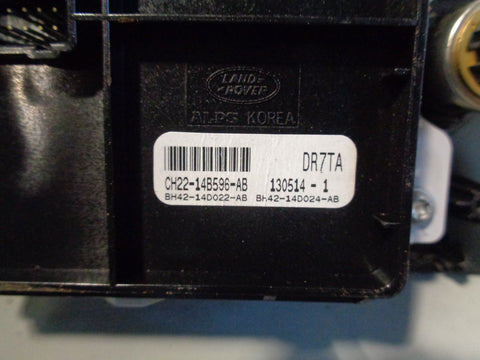 LAND-
ROVER
ALPS KOREA
DR7TA
CH22-14B596-AB 130514 - 1
BH42-14D022-AB BH42-14D024-AB